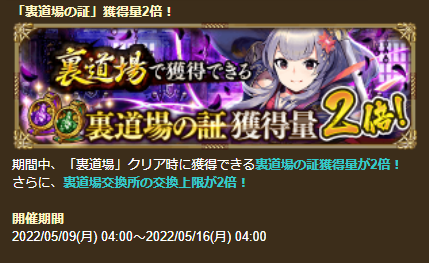 「裏道場の証」獲得量2倍！
裏道場で獲得できる
裏道場の証獲得量2倍!
期間中、「裏道場」クリア時に獲得できる裏道場の証獲得量が2倍！
さらに、裏道場交換所の交換上限が2倍！
開催期間
2022/05/09(月) 04:00～2022/05/16(月) 04:00